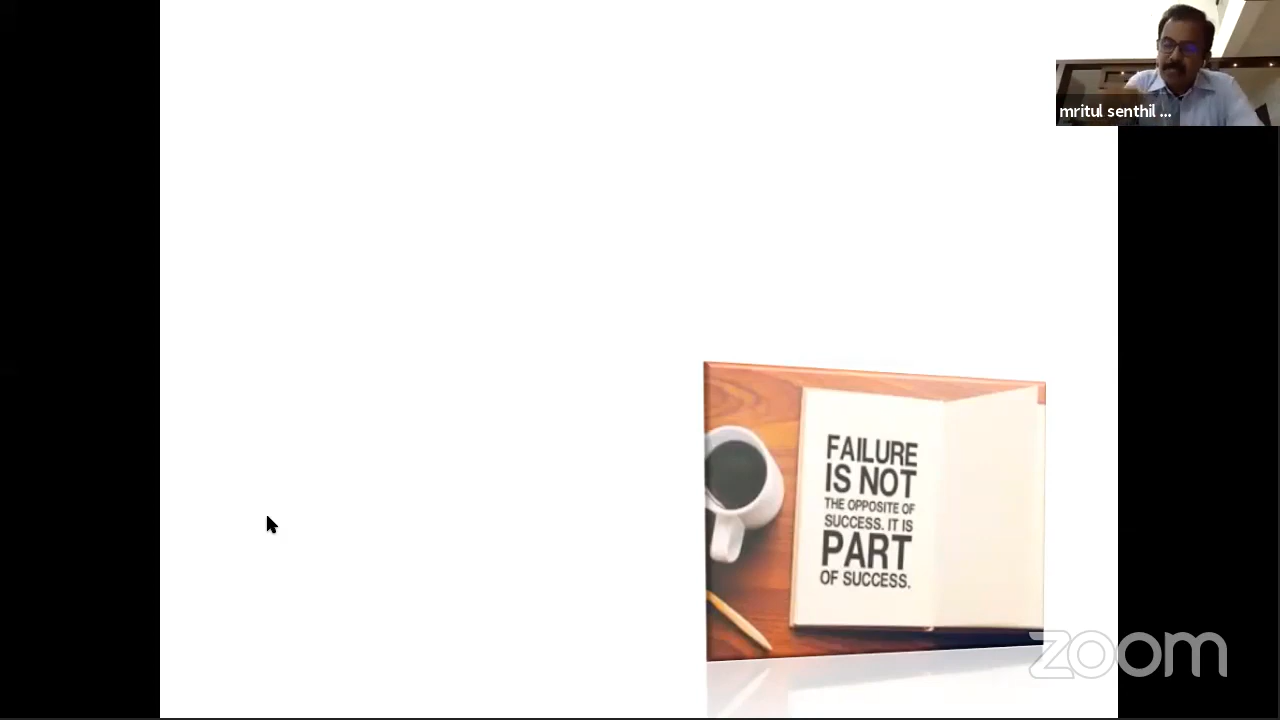 mritul senthil ...
FAILURE
IS NOT
THE OPPOSITE OF
SUCCESS. IT IS
PART
OF SUCCESS.
zoom